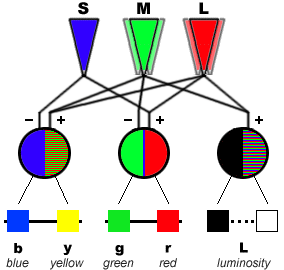 S M L
− + − + +
b y g r L
blue yellow green red luminosity